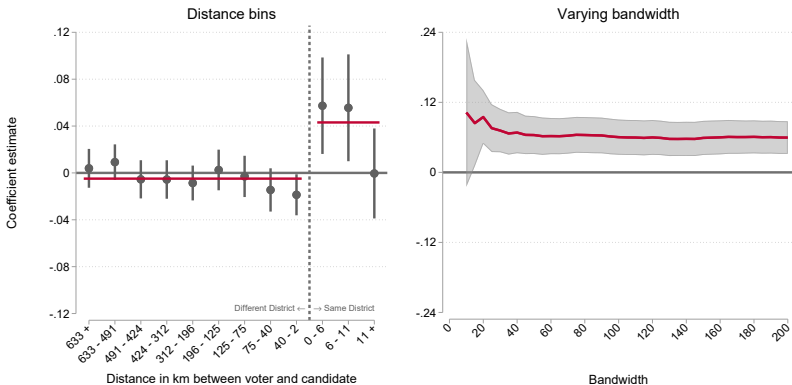 Distance bins
Varying bandwidth
Coefficient estimate
.12
.08
.04
0
-.04
-.08
-.12
Different District ←
→ Same District
633 +
633 - 491
491 - 424
424 - 312
312 - 196
196 - 125
125 - 75
75 - 40
40 - 2
0 - 6
6 - 11
11 +
Distance in km between voter and candidate
.24
.12
0
-.12
-.24
0
20
40
60
80
100
120
140
160
180
200
Bandwidth